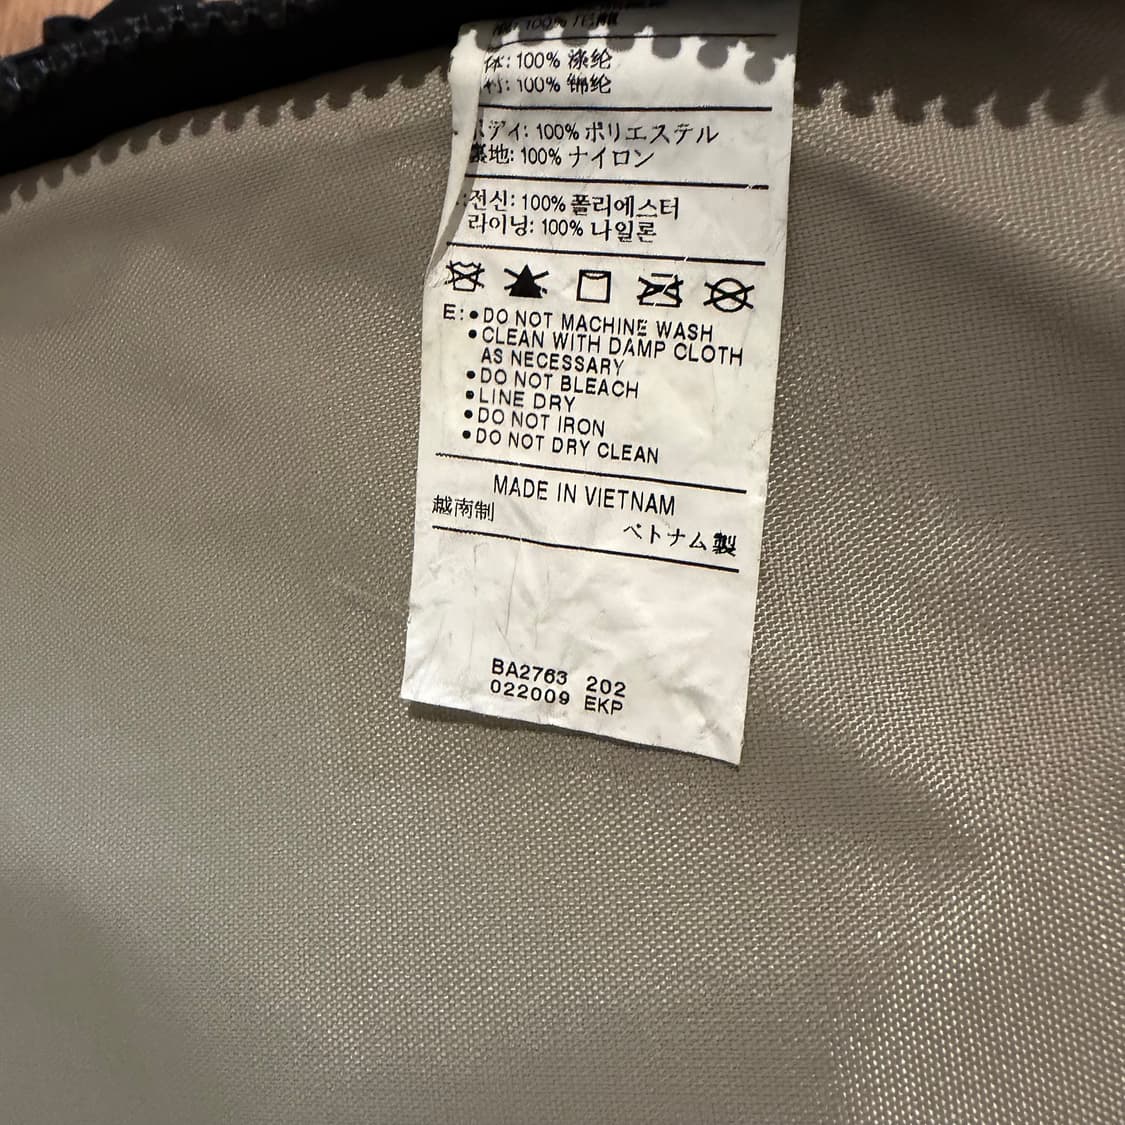 体: 100% 涤纶
100% 锦纶
ボディ: 100% ポリエステル
裏地: 100% ナイロン
전신: 100% 폴리에스터
라이닝: 100% 나일론
E: • DO NOT MACHINE WASH
• CLEAN WITH DAMP CLOTH
AS NECESSARY
• DO NOT BLEACH
• LINE DRY
• DO NOT IRON
• DO NOT DRY CLEAN
MADE IN VIETNAM
越南制
ベトナム製
BA2763 202
022009 EKP